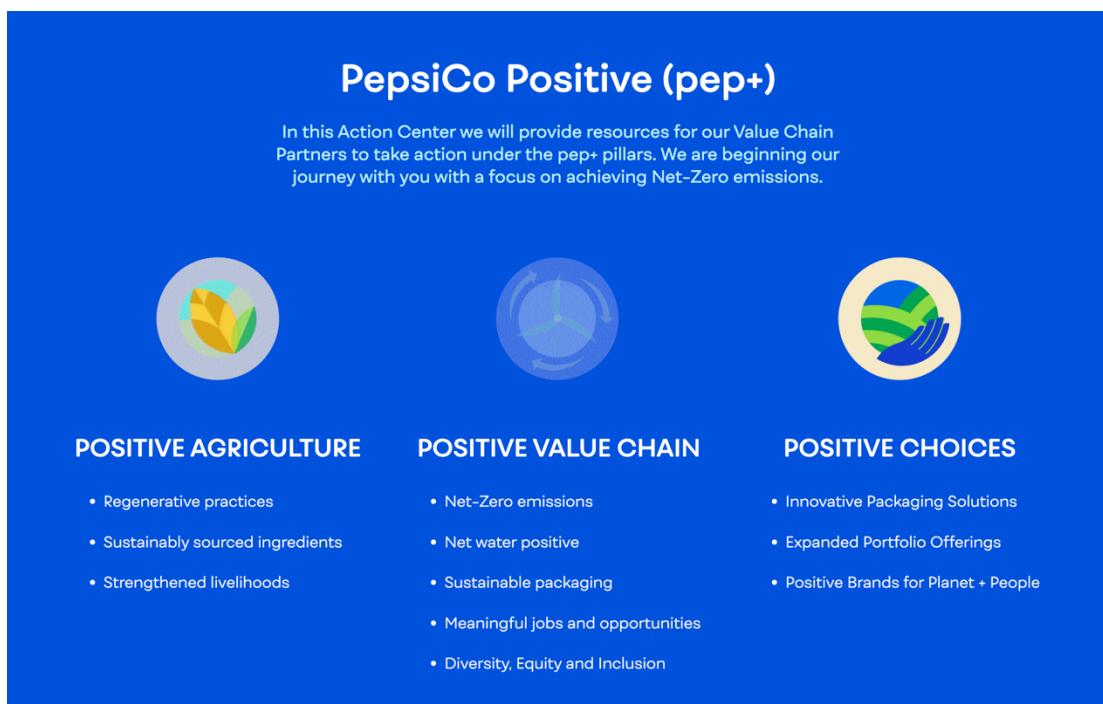 PepsiCo Positive (pep+)
In this Action Center we will provide resources for our Value Chain
Partners to take action under the pep+ pillars. We are beginning our
journey with you with a focus on achieving Net-Zero emissions.
POSITIVE AGRICULTURE
• Regenerative practices
• Sustainably sourced ingredients
• Strengthened livelihoods
POSITIVE VALUE CHAIN
• Net-Zero emissions
• Net water positive
• Sustainable packaging
• Meaningful jobs and opportunities
• Diversity, Equity and Inclusion
POSITIVE CHOICES
• Innovative Packaging Solutions
• Expanded Portfolio Offerings
• Positive Brands for Planet + People